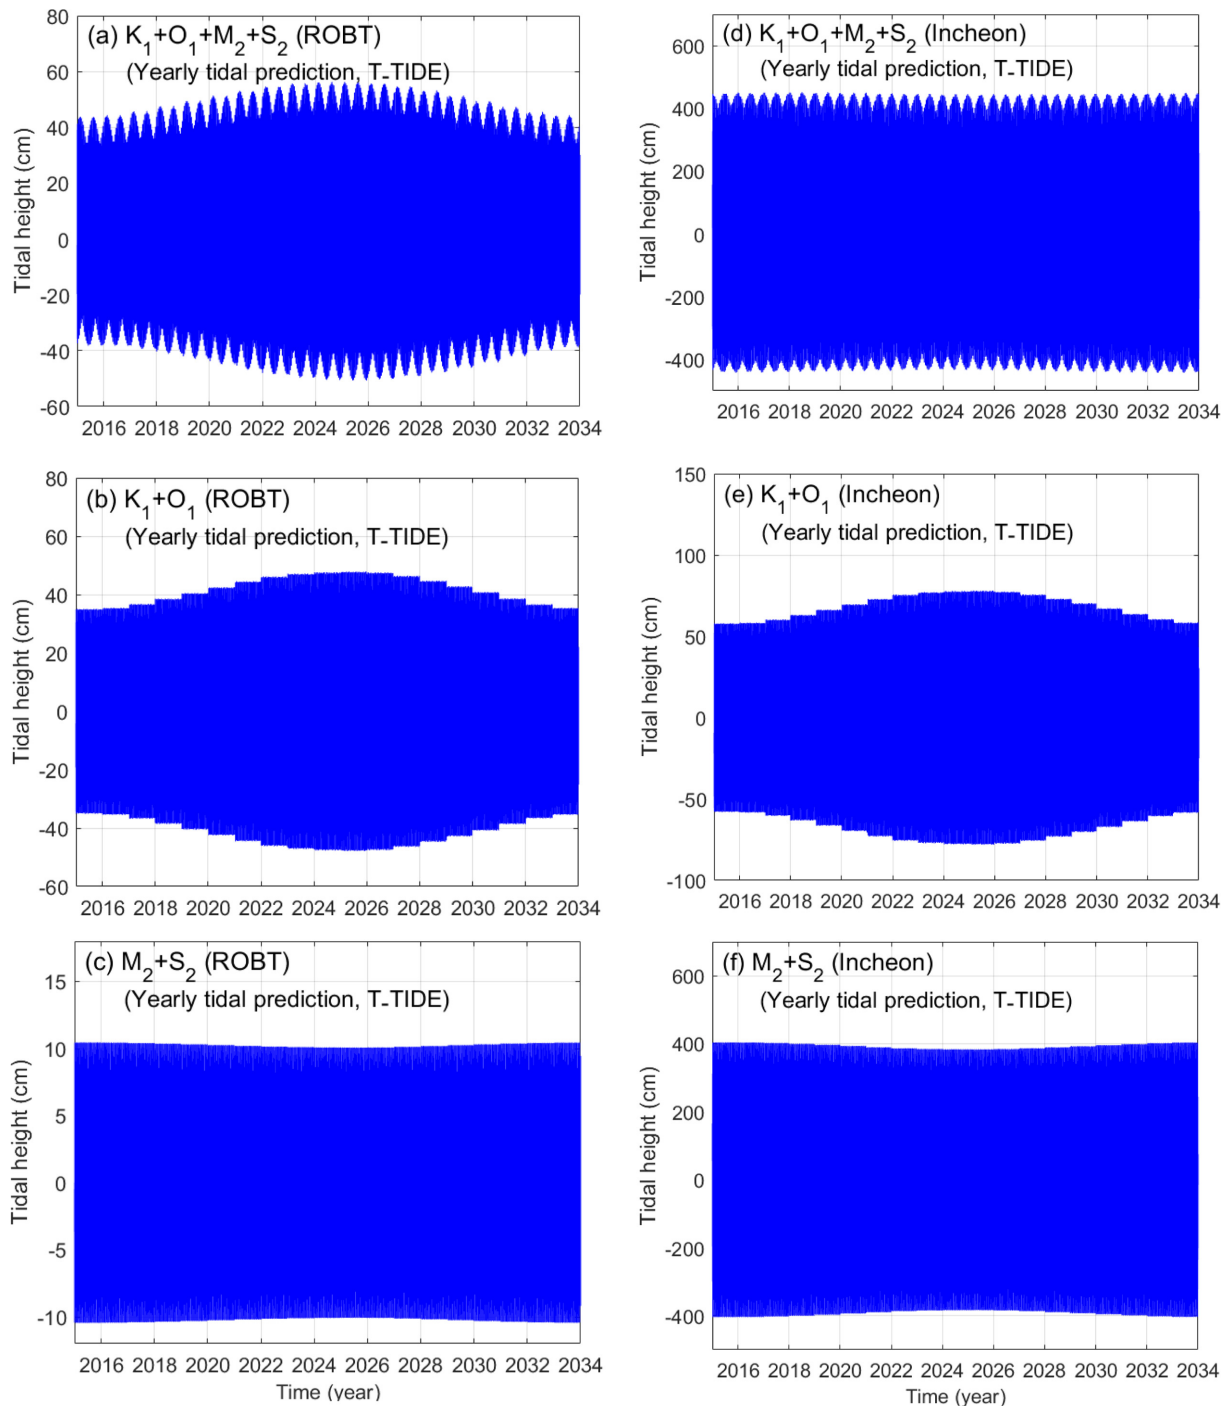 (a) K1+O1+M2+S2 (ROBT)
(Yearly tidal prediction, T-TIDE)
80
60
40
20
0
-20
-40
-60
Tidal height (cm)
2016 2018 2020 2022 2024 2026 2028 2030 2032 2034
(d) K1+O1+M2+S2 (Incheon)
(Yearly tidal prediction, T-TIDE)
600
400
200
0
-200
-400
Tidal height (cm)
2016 2018 2020 2022 2024 2026 2028 2030 2032 2034
(b) K1+O1 (ROBT)
(Yearly tidal prediction, T-TIDE)
80
60
40
20
0
-20
-40
-60
Tidal height (cm)
2016 2018 2020 2022 2024 2026 2028 2030 2032 2034
(e) K1+O1 (Incheon)
(Yearly tidal prediction, T-TIDE)
150
100
50
0
-50
-100
Tidal height (cm)
2016 2018 2020 2022 2024 2026 2028 2030 2032 2034
(c) M2+S2 (ROBT)
(Yearly tidal prediction, T-TIDE)
15
10
5
0
-5
-10
Tidal height (cm)
2016 2018 2020 2022 2024 2026 2028 2030 2032 2034
Time (year)
(f) M2+S2 (Incheon)
(Yearly tidal prediction, T-TIDE)
600
400
200
0
-200
-400
Tidal height (cm)
2016 2018 2020 2022 2024 2026 2028 2030 2032 2034
Time (year)